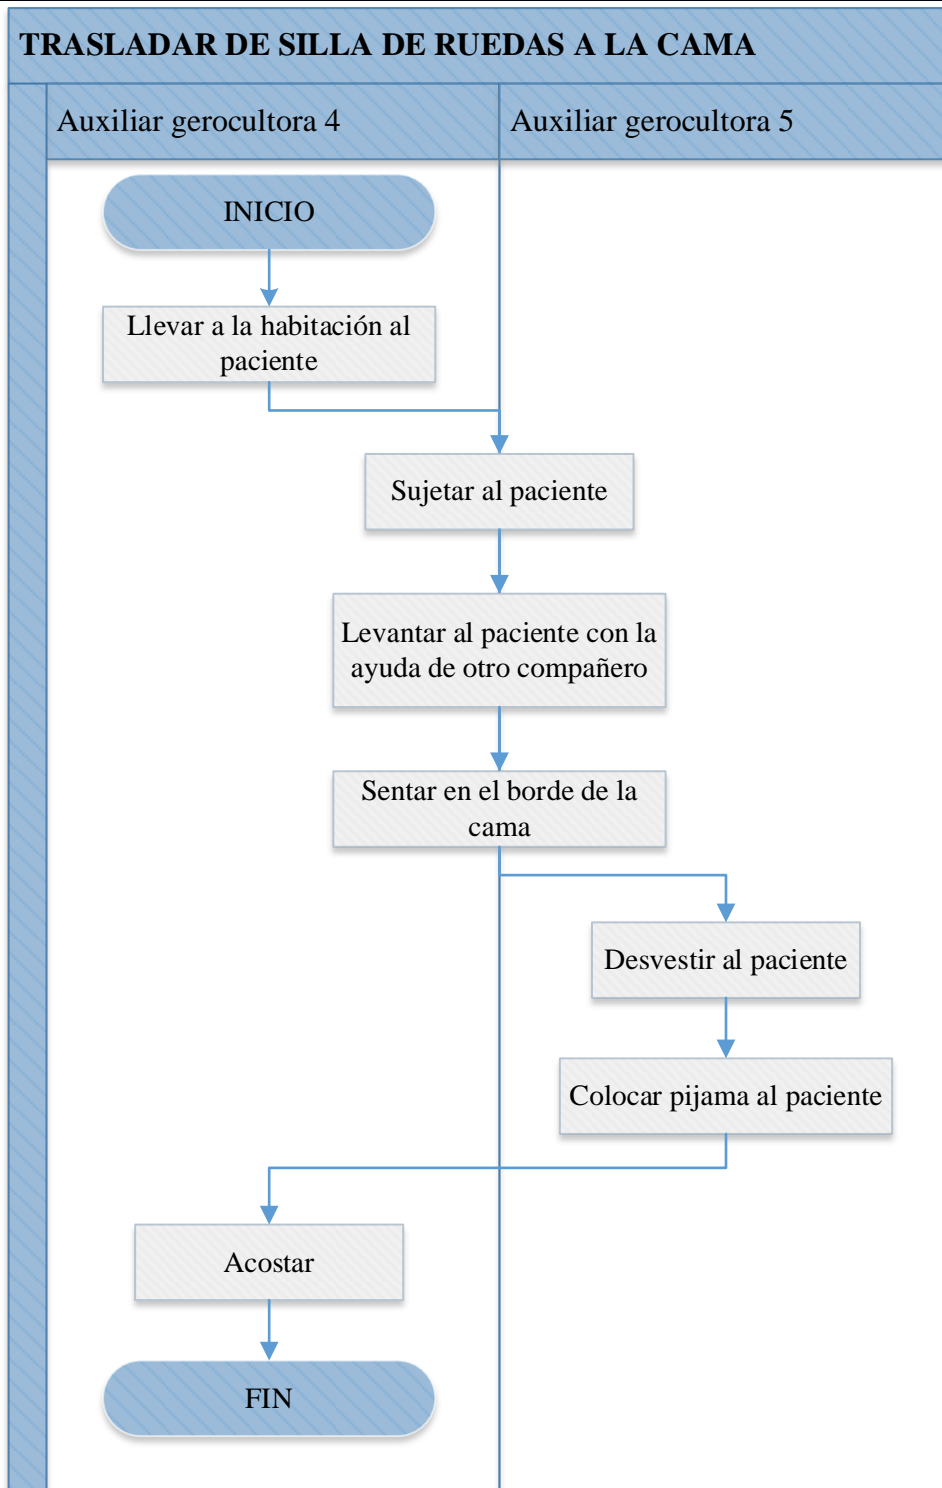 TRASLADAR DE SILLA DE RUEDAS A LA CAMA
Auxiliar gerocultora 4
Auxiliar gerocultora 5
INICIO
Llevar a la habitación al
paciente
Sujetar al paciente
Levantar al paciente con la
ayuda de otro compañero
Sentar en el borde de la
cama
Desvestir al paciente
Colocar pijama al paciente
Acostar
FIN